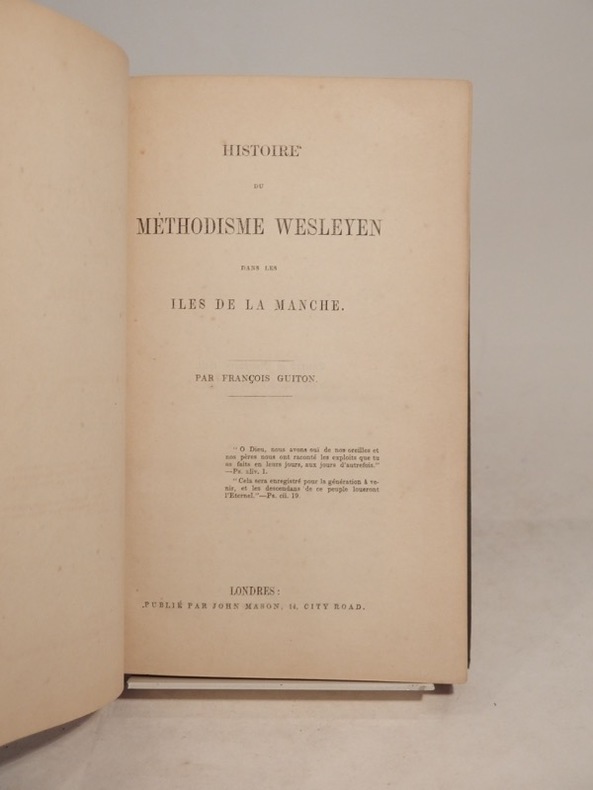 HISTOIRE
DU
MÉTHODISME WESLEYEN
DANS LES
ILES DE LA MANCHE.
PAR FRANÇOIS GUITON.
"O Dieu, nous avons ouï de nos oreilles et
nos pères nous ont raconté les exploits que tu
as faits en leurs jours, aux jours d'autrefois."
—Ps. xliv. 1.
"Cela sera enregistré pour la génération à ve-
nir, et les descendans de ce peuple loueront
l'Eternel."—Ps. cii. 19.
LONDRES:
PUBLIÉ PAR JOHN MASON, 14, CITY ROAD.